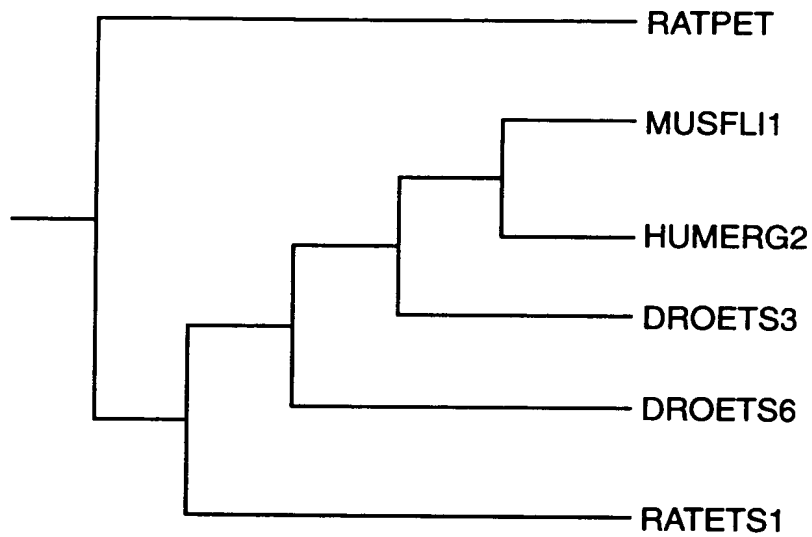 RATPET
MUSFLI1
HUMERG2
DROETS3
DROETS6
RATETS1